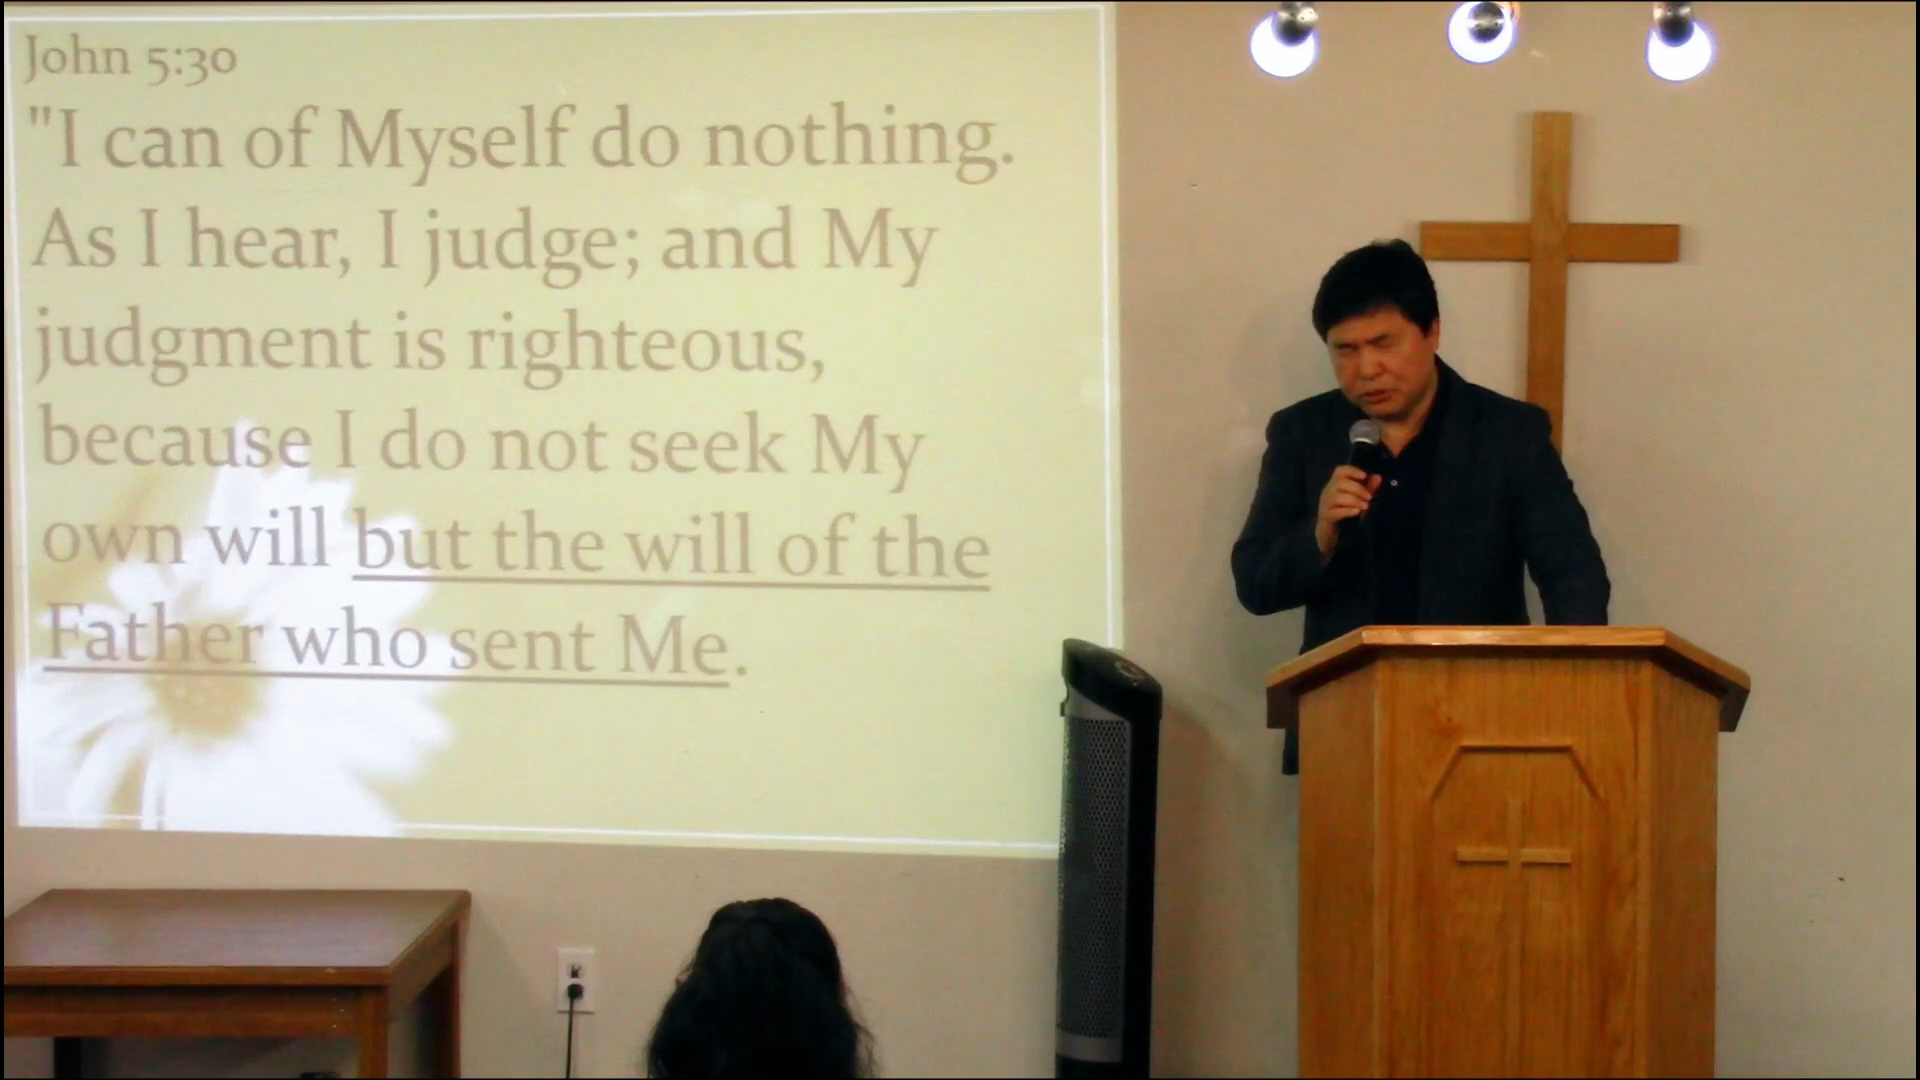 John 5:30
"I can of Myself do nothing.
As I hear, I judge; and My
judgment is righteous,
because I do not seek My
own will but the will of the
Father who sent Me.